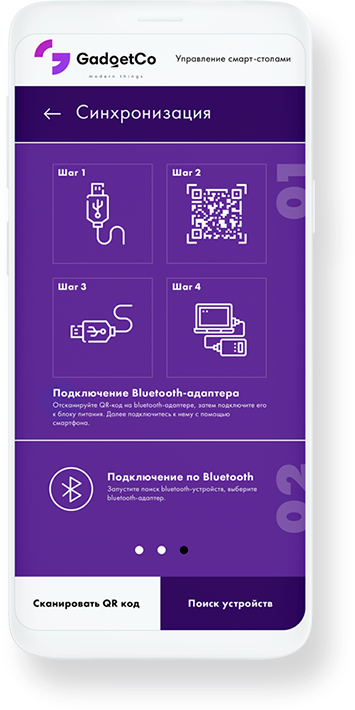 GadgetCo
modern things
Управление смарт-столами
Синхронизация
Шаг 1
Шаг 2
01
Шаг 3
Шаг 4
Подключение Bluetooth-адаптера
Отсканируйте QR-код на bluetooth-адаптере, затем подключите его
к блоку питания. Далее подключитесь к нему с помощью
смартфона.
02
Подключение по Bluetooth
Запустите поиск bluetooth-устройств, выберите
bluetooth-адаптер.
Сканировать QR код
Поиск устройств